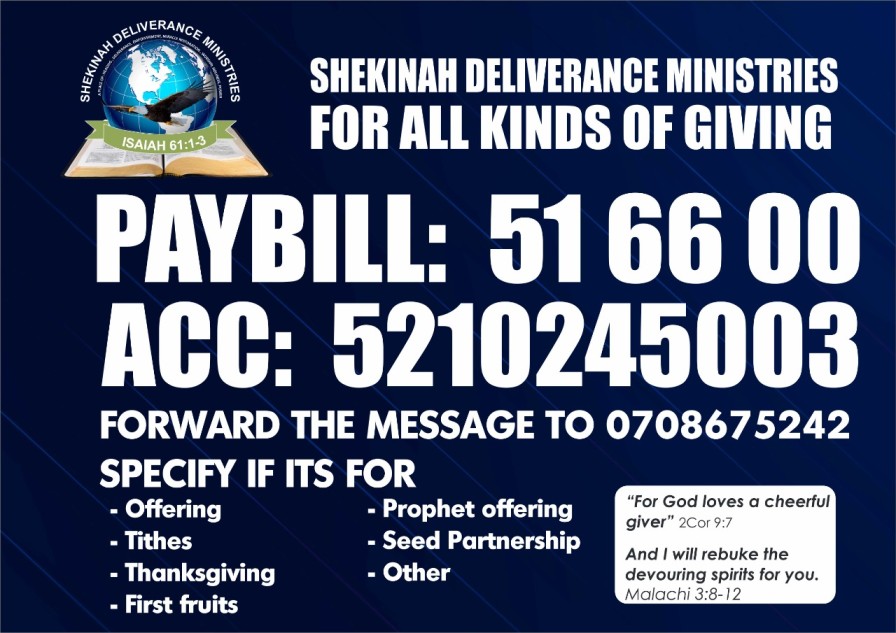 SHEKINAH DELIVERANCE MINISTRIES
ISAIAH 61:1-3
SHEKINAH DELIVERANCE MINISTRIES
FOR ALL KINDS OF GIVING
PAYBILL: 51 66 00
ACC: 5210245003
FORWARD THE MESSAGE TO 0708675242
SPECIFY IF ITS FOR
- Offering
- Tithes
- Thanksgiving
- First fruits
- Prophet offering
- Seed Partnership
- Other
“For God loves a cheerful
giver” 2Cor 9:7
And I will rebuke the
devouring spirits for you.
Malachi 3:8-12